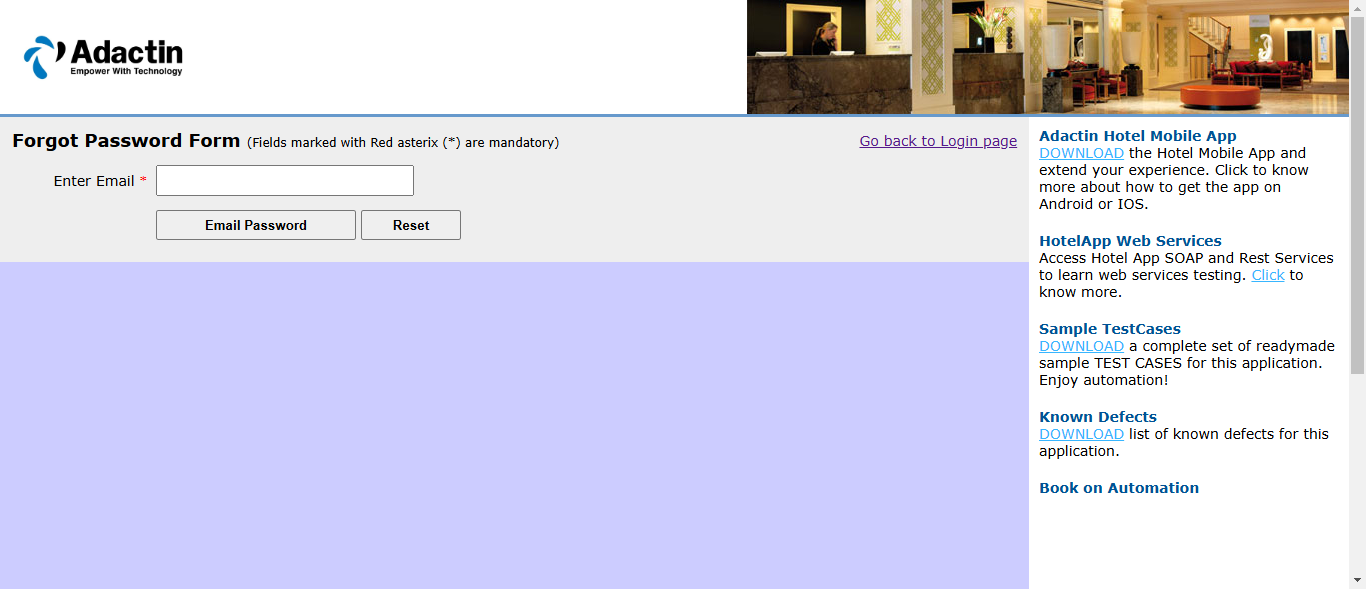 Adactin
Empower With Technology
Forgot Password Form (Fields marked with Red asterix (*) are mandatory)
Go back to Login page
Enter Email *
Email Password
Reset
Adactin Hotel Mobile App
DOWNLOAD the Hotel Mobile App and
extend your experience. Click to know
more about how to get the app on
Android or IOS.
HotelApp Web Services
Access Hotel App SOAP and Rest Services
to learn web services testing. Click to
know more.
Sample TestCases
DOWNLOAD a complete set of readymade
sample TEST CASES for this application.
Enjoy automation!
Known Defects
DOWNLOAD list of known defects for this
application.
Book on Automation